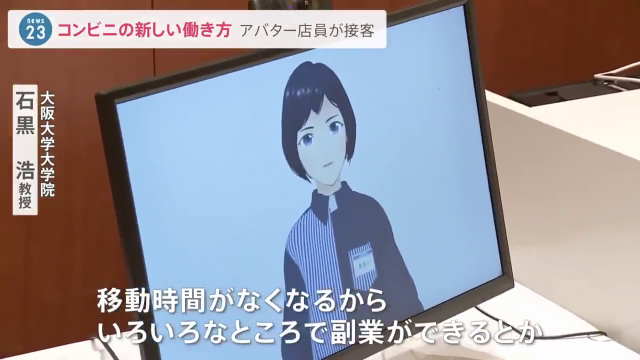 news
23
コンビニの新しい働き方 アバター店員が接客
大阪大学大学院
石黒 浩 教授
移動時間がなくなるから
いろいろなところで副業ができるとか